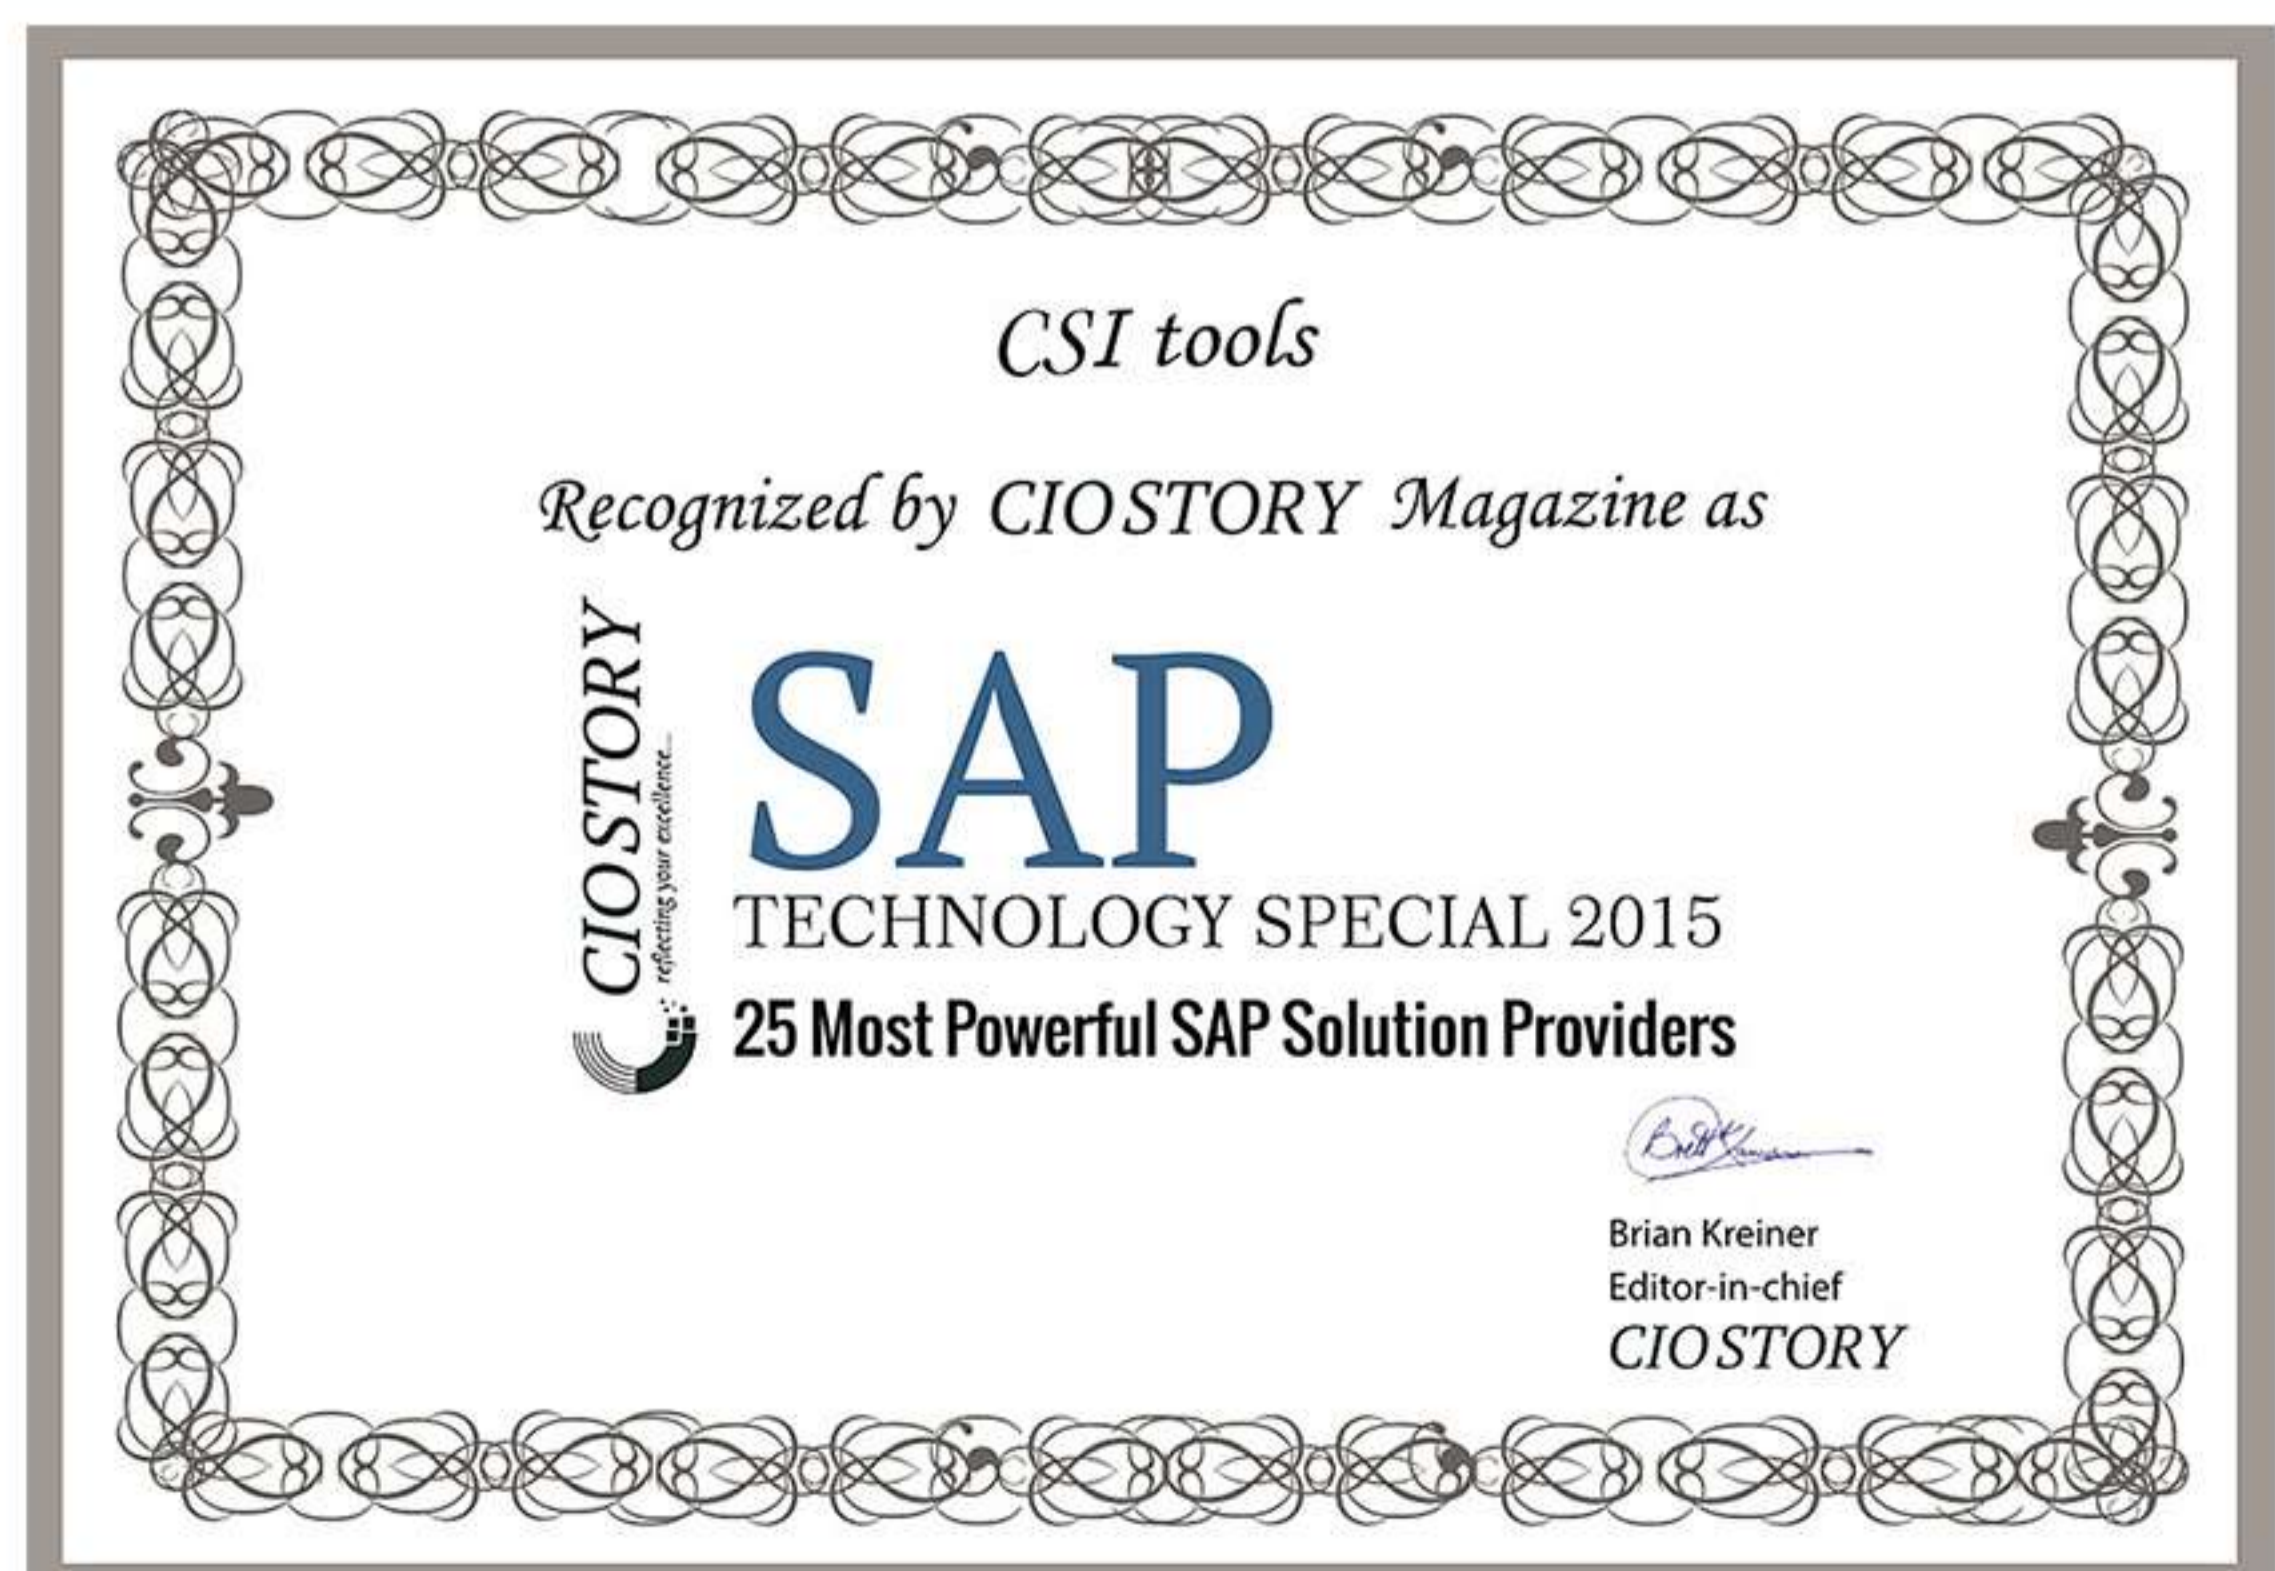 CSI tools
Recognized by CIOSTORY Magazine as
CIOSTORY
reflecting your excellence...
SAP
TECHNOLOGY SPECIAL 2015
25 Most Powerful SAP Solution Providers
Brian Kreiner
Editor-in-chief
CIOSTORY